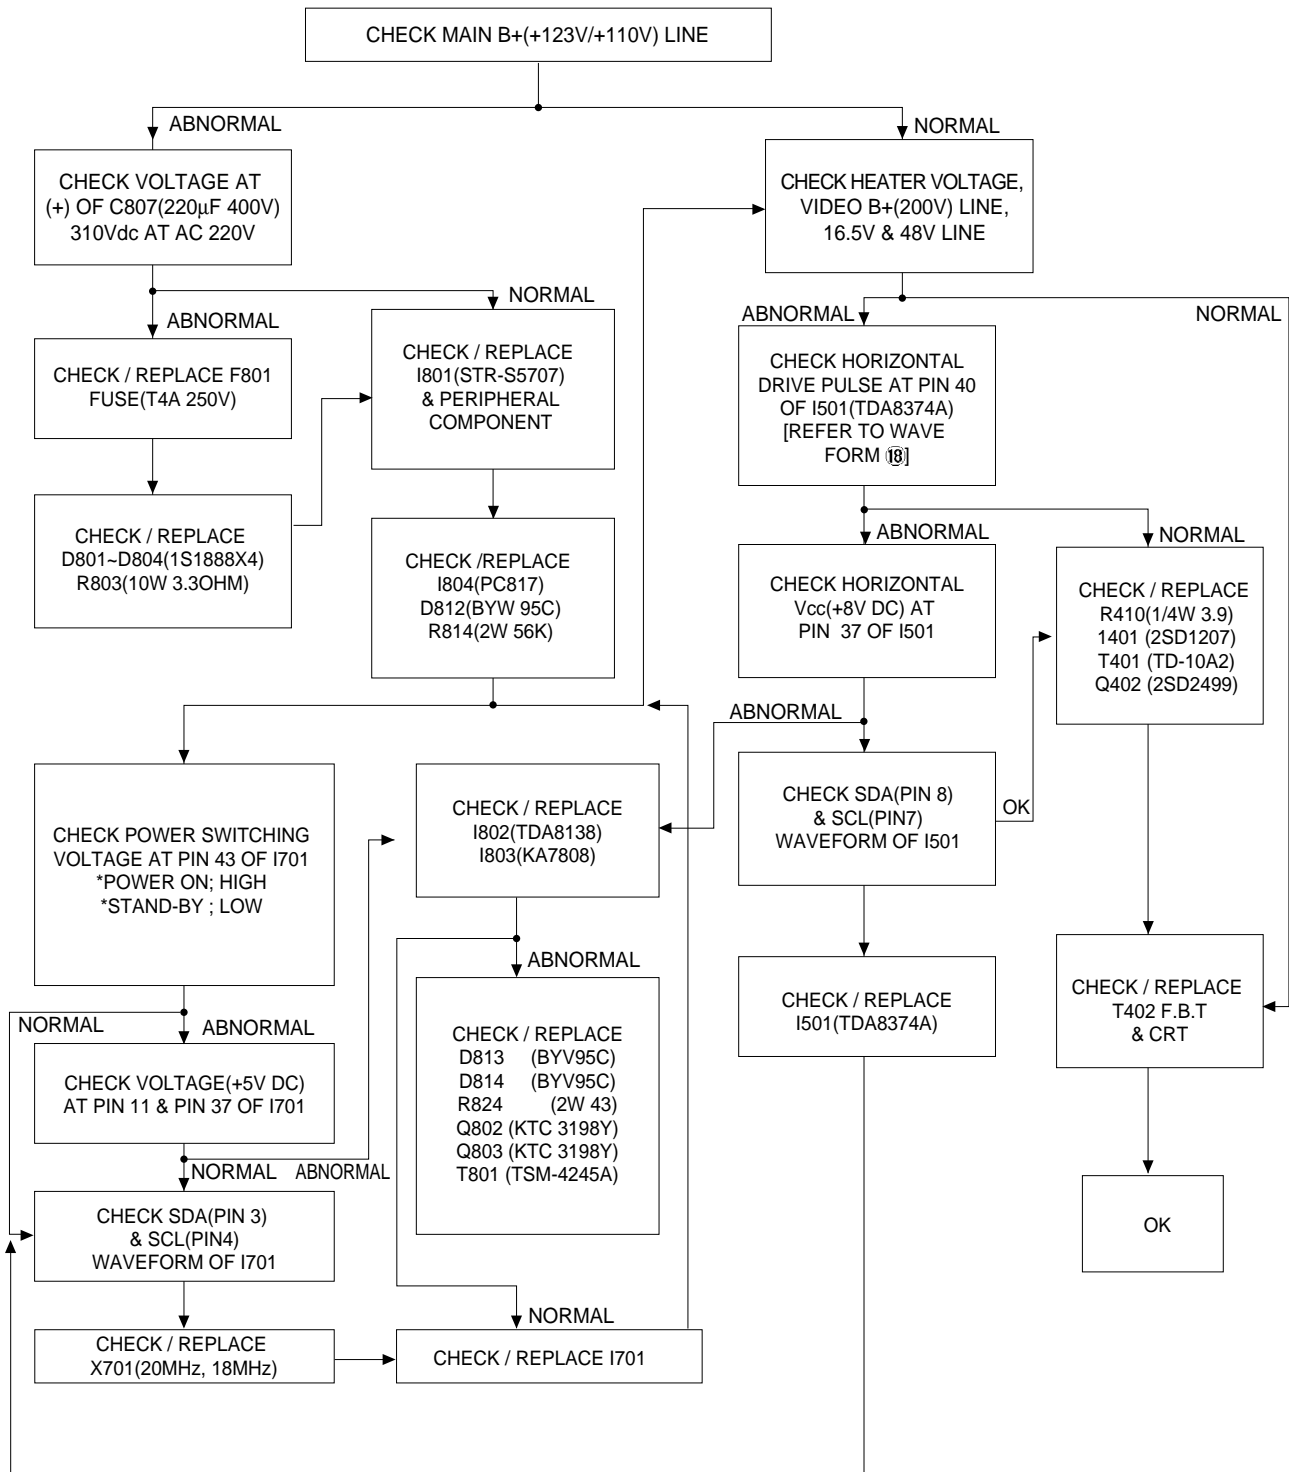 CHECK MAIN B+(+123V/+110V) LINE
ABNORMAL
NORMAL
CHECK VOLTAGE AT
(+) OF C807(220µF 400V)
310Vdc AT AC 220V
CHECK HEATER VOLTAGE,
VIDEO B+(200V) LINE,
16.5V & 48V LINE
ABNORMAL
NORMAL
ABNORMAL
NORMAL
CHECK / REPLACE F801
FUSE(T4A 250V)
CHECK / REPLACE
I801(STR-S5707)
& PERIPHERAL
COMPONENT
CHECK HORIZONTAL
DRIVE PULSE AT PIN 40
OF I501(TDA8374A)
[REFER TO WAVE
FORM ⑱]
CHECK / REPLACE
D801~D804(1S1888X4)
R803(10W 3.3OHM)
CHECK /REPLACE
I804(PC817)
D812(BYW 95C)
R814(2W 56K)
ABNORMAL
NORMAL
CHECK HORIZONTAL
Vcc(+8V DC) AT
PIN 37 OF I501
CHECK / REPLACE
R410(1/4W 3.9)
1401 (2SD1207)
T401 (TD-10A2)
Q402 (2SD2499)
ABNORMAL
CHECK POWER SWITCHING
VOLTAGE AT PIN 43 OF I701
*POWER ON; HIGH
*STAND-BY ; LOW
CHECK / REPLACE
I802(TDA8138)
I803(KA7808)
CHECK SDA(PIN 8)
& SCL(PIN7)
WAVEFORM OF I501
OK
NORMAL
ABNORMAL
ABNORMAL
CHECK VOLTAGE(+5V DC)
AT PIN 11 & PIN 37 OF I701
CHECK / REPLACE
D813 (BYV95C)
D814 (BYV95C)
R824 (2W 43)
Q802 (KTC 3198Y)
Q803 (KTC 3198Y)
T801 (TSM-4245A)
CHECK / REPLACE
I501(TDA8374A)
CHECK / REPLACE
T402 F.B.T
& CRT
NORMAL
ABNORMAL
CHECK SDA(PIN 3)
& SCL(PIN4)
WAVEFORM OF I701
OK
NORMAL
CHECK / REPLACE
X701(20MHz, 18MHz)
CHECK / REPLACE I701